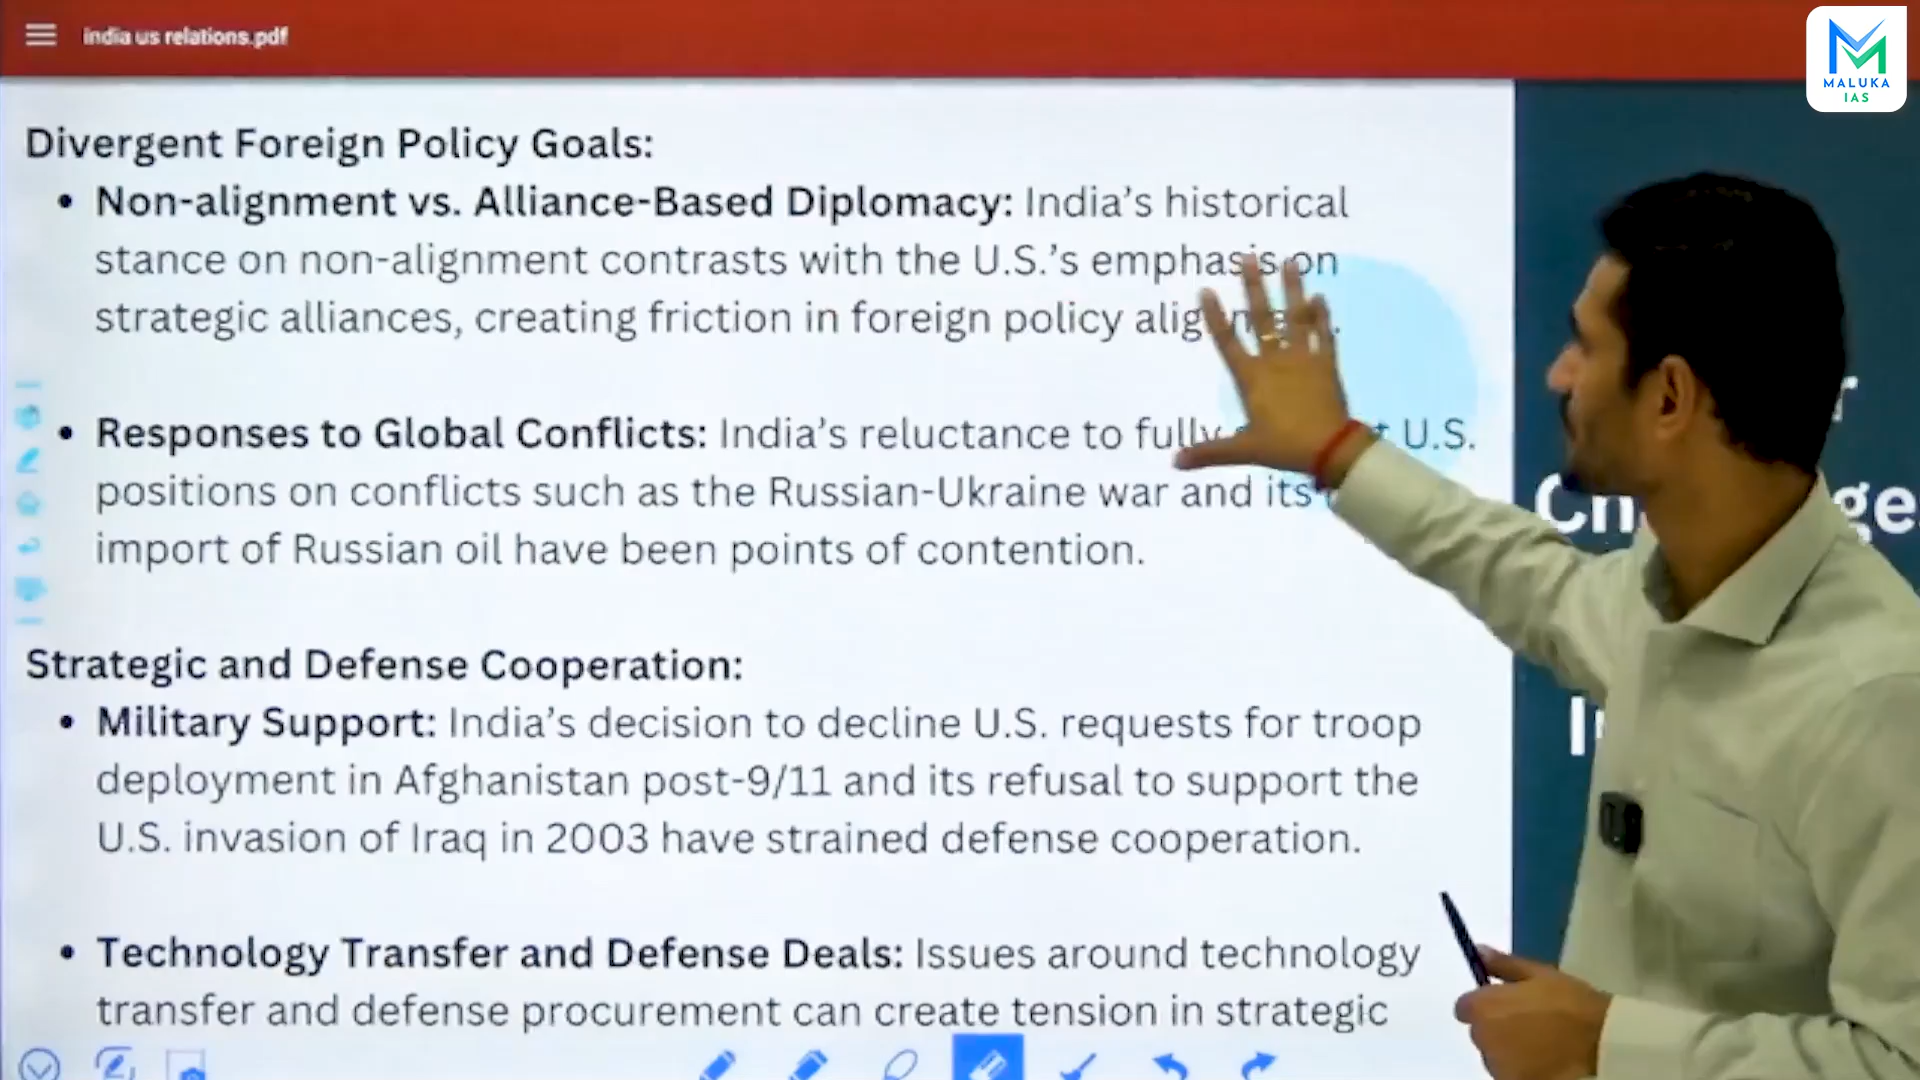 india us relations.pdf
MALUKA
IAS
Divergent Foreign Policy Goals:
• Non-alignment vs. Alliance-Based Diplomacy: India's historical
stance on non-alignment contrasts with the U.S.'s emphasis on
strategic alliances, creating friction in foreign policy
• Responses to Global Conflicts: India's reluctance to fully U.S.
positions on conflicts such as the Russian-Ukraine war and its
import of Russian oil have been points of contention.
Strategic and Defense Cooperation:
• Military Support: India's decision to decline U.S. requests for troop
deployment in Afghanistan post-9/11 and its refusal to support the
U.S. invasion of Iraq in 2003 have strained defense cooperation.
• Technology Transfer and Defense Deals: Issues around technology
transfer and defense procurement can create tension in strategic